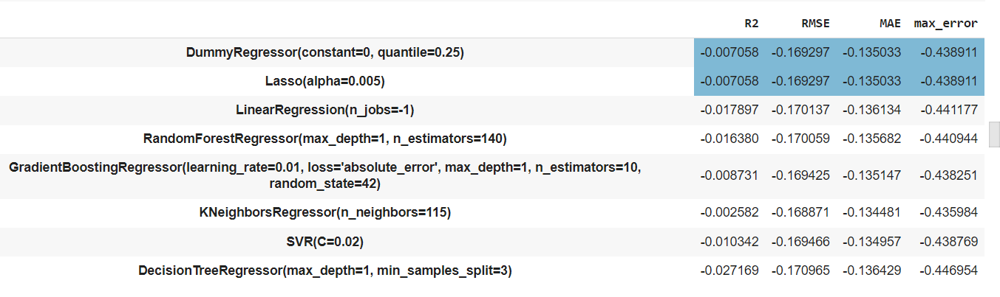 R2 RMSE MAE max_error
DummyRegressor(constant=0, quantile=0.25) -0.007058 -0.169297 -0.135033 -0.438911
Lasso(alpha=0.005) -0.007058 -0.169297 -0.135033 -0.438911
LinearRegression(n_jobs=-1) -0.017897 -0.170137 -0.136134 -0.441177
RandomForestRegressor(max_depth=1, n_estimators=140) -0.016380 -0.170059 -0.135682 -0.440944
GradientBoostingRegressor(learning_rate=0.01, loss='absolute_error', max_depth=1, n_estimators=10,
random_state=42) -0.008731 -0.169425 -0.135147 -0.438251
KNeighborsRegressor(n_neighbors=115) -0.002582 -0.168871 -0.134481 -0.435984
SVR(C=0.02) -0.010342 -0.169466 -0.134957 -0.438769
DecisionTreeRegressor(max_depth=1, min_samples_split=3) -0.027169 -0.170965 -0.136429 -0.446954